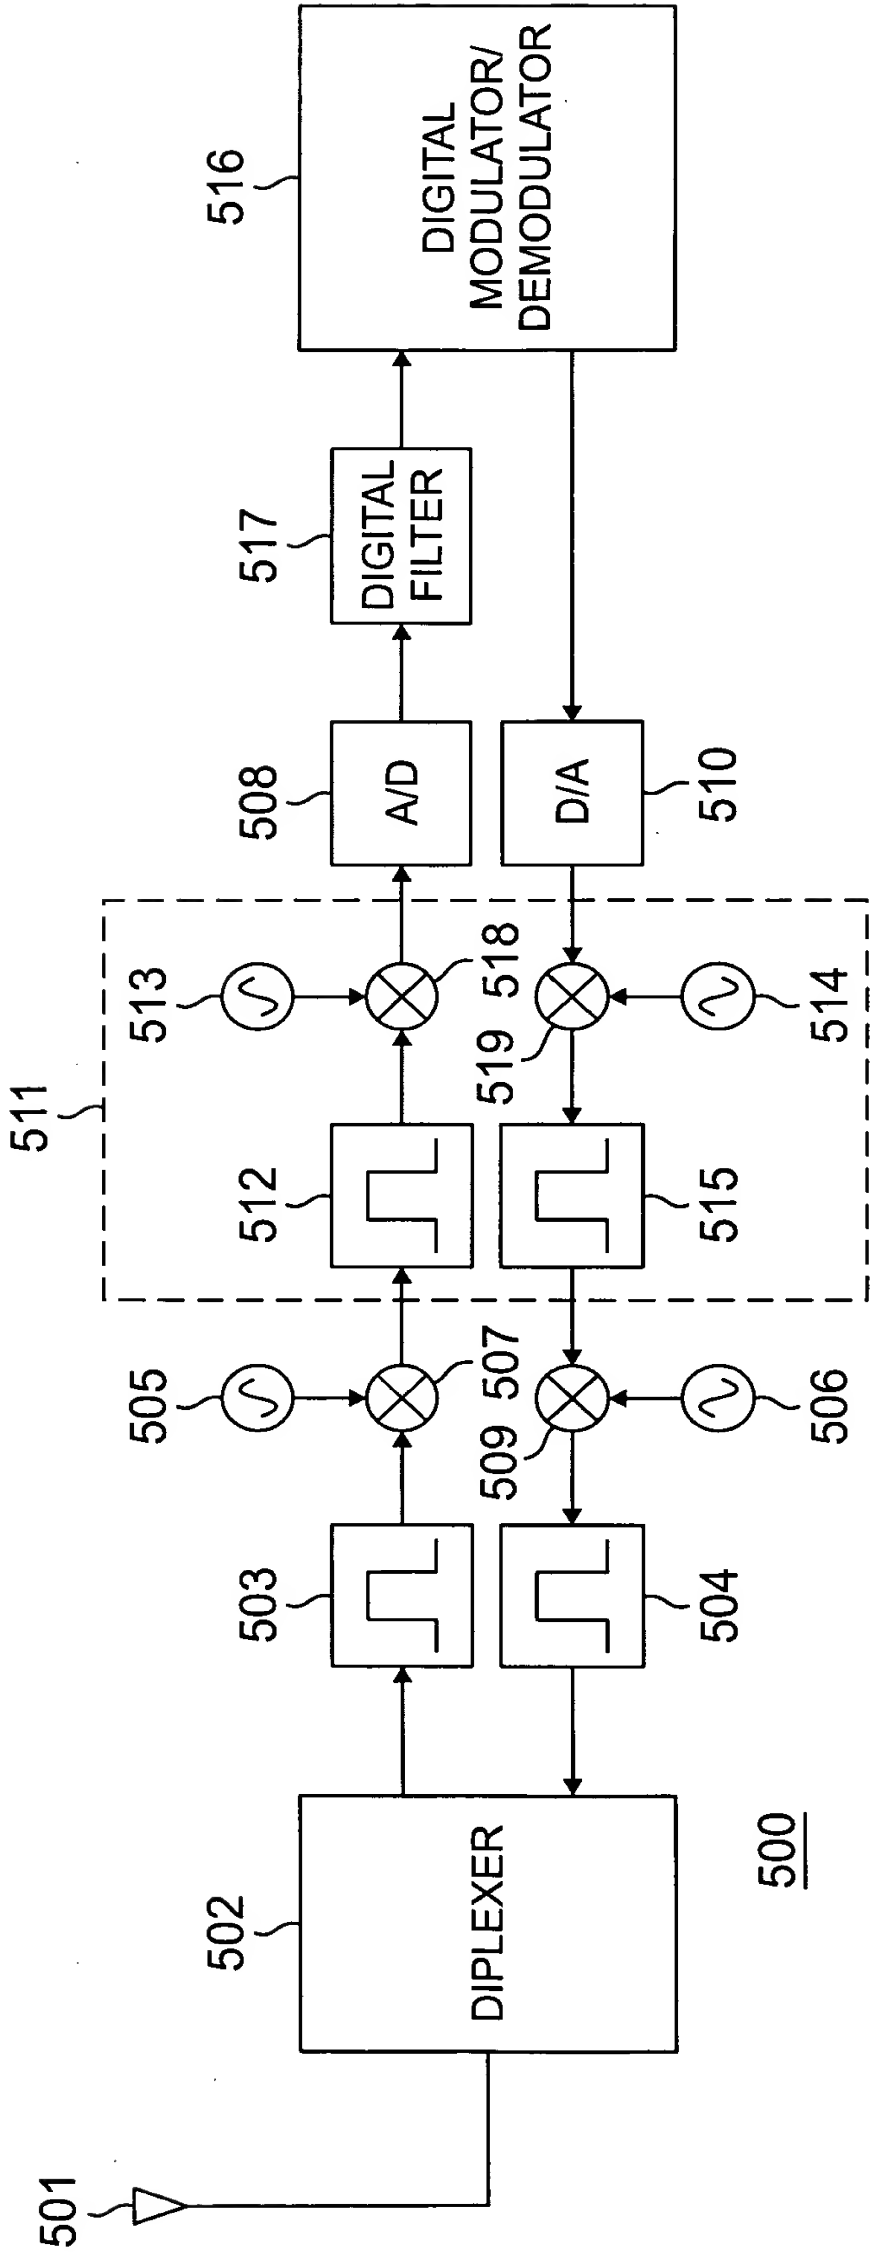 501
502
DIPLEXER
500
503
504
505
507
509
506
511
512
515
513
518
519
514
508
A/D
D/A
510
517
DIGITAL
FILTER
516
DIGITAL
MODULATOR/
DEMODULATOR